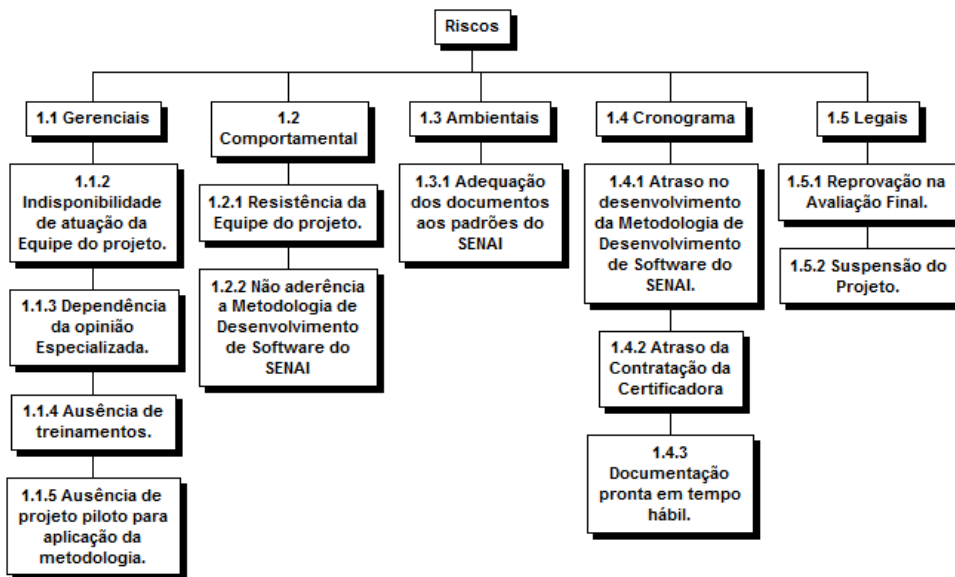 Riscos
1.1 Gerenciais
1.1.2
Indisponibilidade
de atuação da
Equipe do projeto.
1.1.3 Dependência
da opinião
Especializada.
1.1.4 Ausência de
treinamentos.
1.1.5 Ausência de
projeto piloto para
aplicação da
metodologia.
1.2
Comportamental
1.2.1 Resistência da
Equipe do projeto.
1.2.2 Não aderência
a Metodologia de
Desenvolvimento
de Software do
SENAI
1.3 Ambientais
1.3.1 Adequação
dos documentos
aos padrões do
SENAI
1.4 Cronograma
1.4.1 Atraso no
desenvolvimento
da Metodologia de
Desenvolvimento
de Software do
SENAI.
1.4.2 Atraso da
Contratação da
Certificadora
1.4.3
Documentação
pronta em tempo
hábil.
1.5 Legais
1.5.1 Reprovação na
Avaliação Final.
1.5.2 Suspensão do
Projeto.